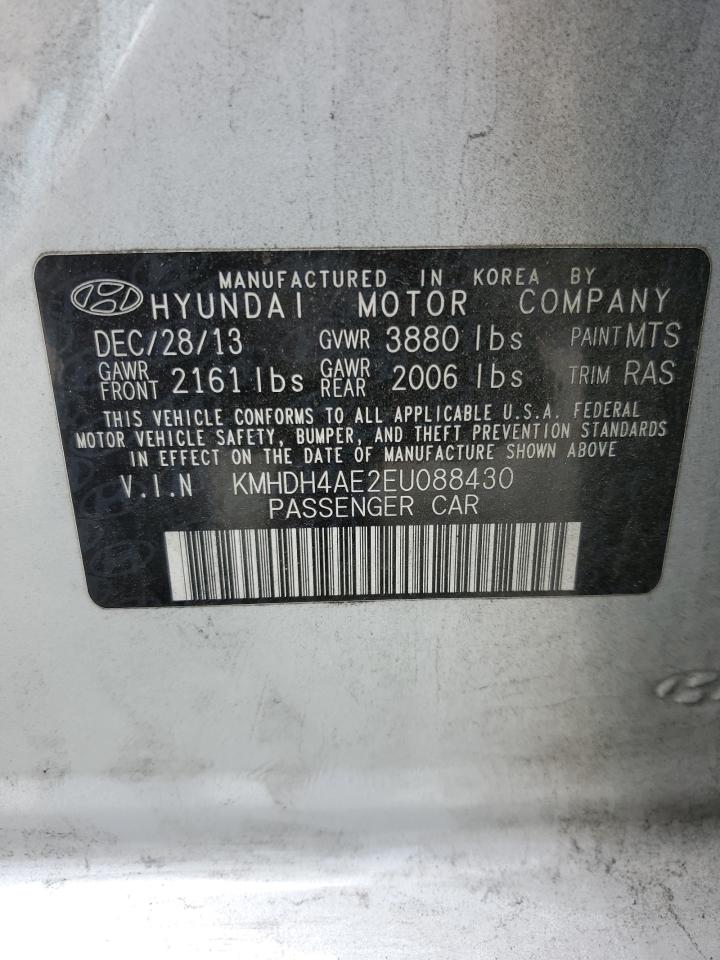 MANUFACTURED IN KOREA BY
HYUNDAI MOTOR COMPANY
DEC/28/13 GVWR 3880 lbs PAINT MTS
GAWR FRONT 2161 lbs GAWR REAR 2006 lbs TRIM RAS
THIS VEHICLE CONFORMS TO ALL APPLICABLE U.S.A. FEDERAL
MOTOR VEHICLE SAFETY, BUMPER, AND THEFT PREVENTION STANDARDS
IN EFFECT ON THE DATE OF MANUFACTURE SHOWN ABOVE
V.I.N KMHDH4AE2EU088430
PASSENGER CAR